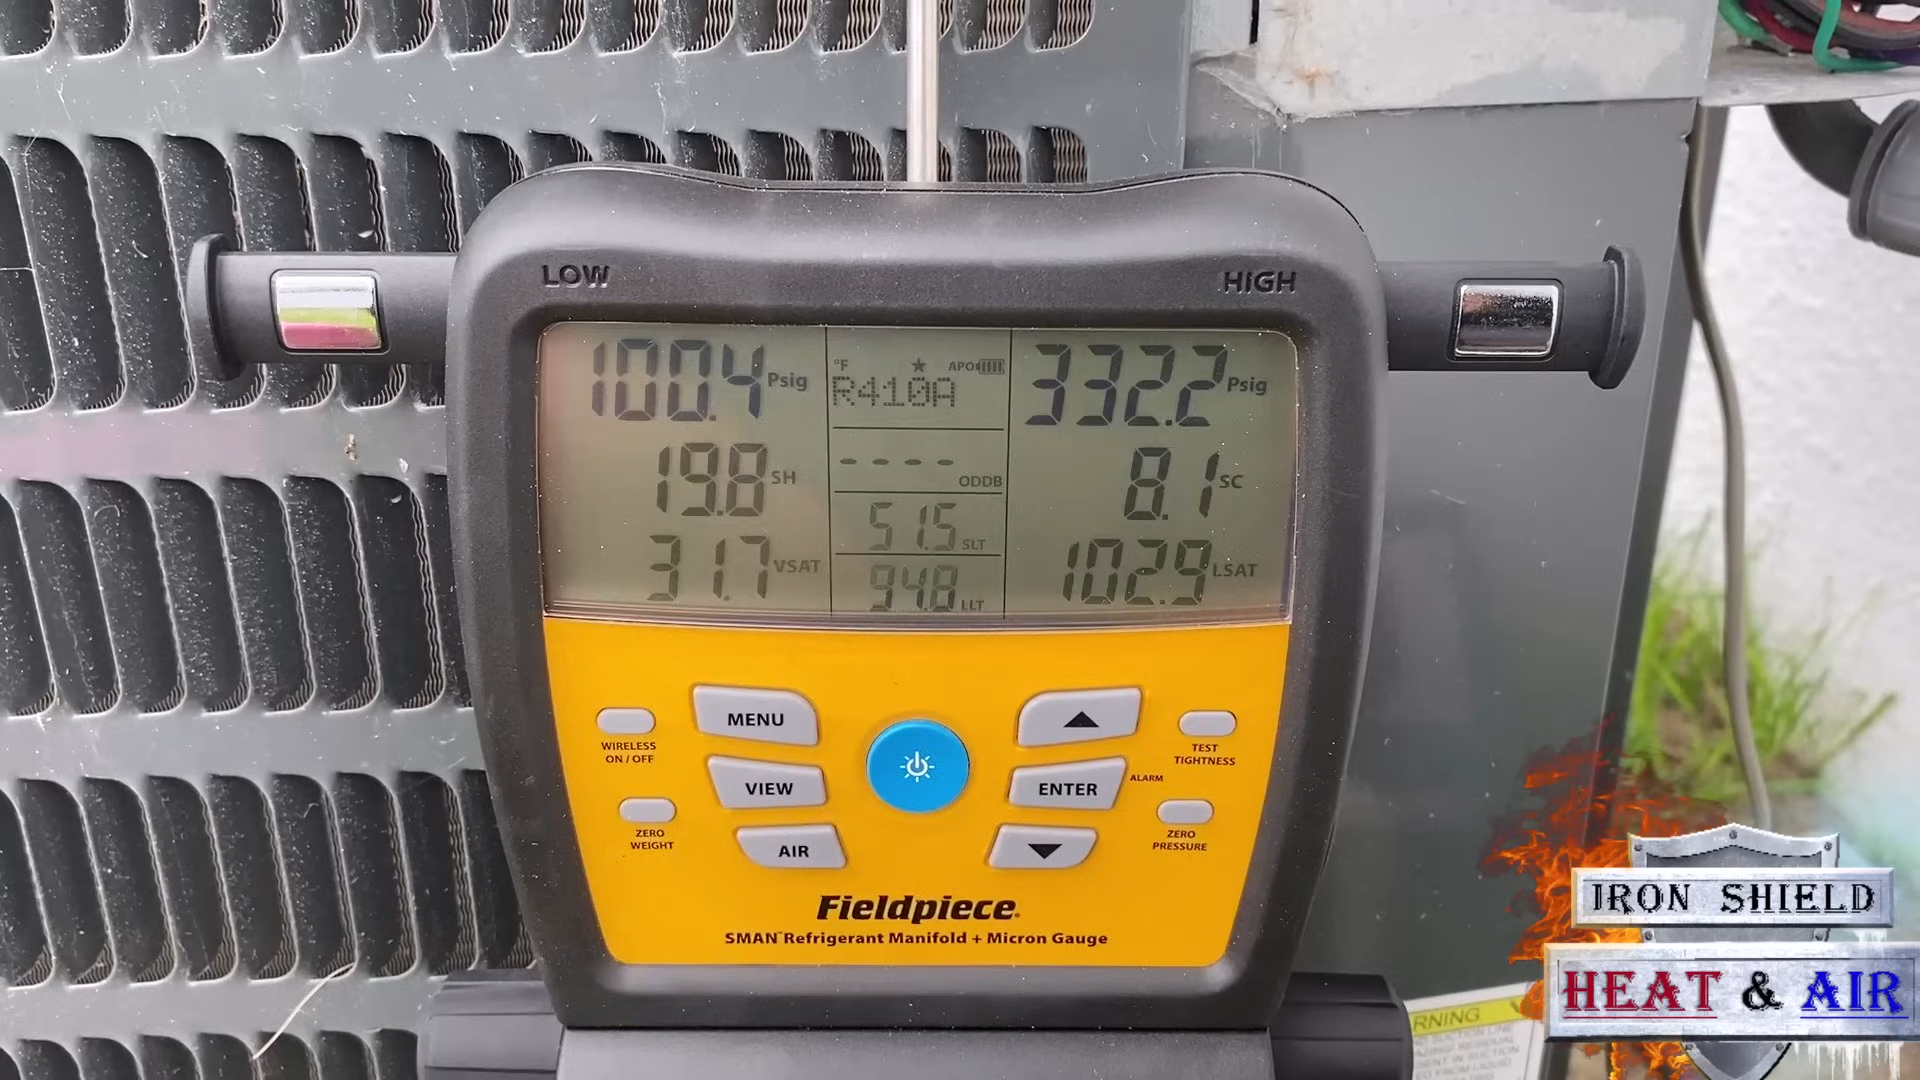 LOW
HIGH
100.4 Psig
°F
APO
R410A
332.2 Psig
19.8 SH
---- ODDB
8.1 SC
51.5 SLT
31.7 VSAT
94.8 LLT
102.9 LSAT
MENU
WIRELESS
ON / OFF
TEST
TIGHTNESS
VIEW
ENTER
ALARM
ZERO
WEIGHT
AIR
ZERO
PRESSURE
Fieldpiece
SMAN™ Refrigerant Manifold + Micron Gauge
IRON SHIELD
HEAT & AIR
RNING